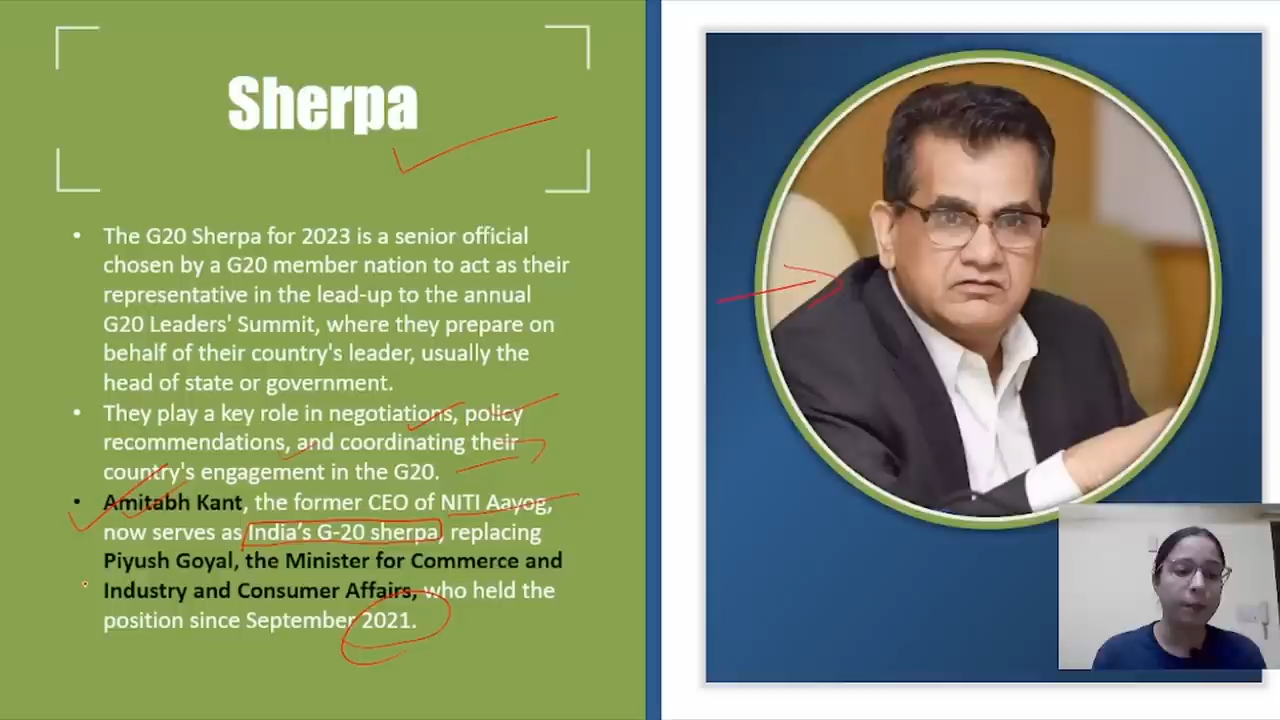 Sherpa
• The G20 Sherpa for 2023 is a senior official
chosen by a G20 member nation to act as their
representative in the lead-up to the annual
G20 Leaders' Summit, where they prepare on
behalf of their country's leader, usually the
head of state or government.
• They play a key role in negotiations, policy
recommendations, and coordinating their
country's engagement in the G20.
• Amitabh Kant, the former CEO of NITI Aayog,
now serves as India's G-20 sherpa, replacing
Piyush Goyal, the Minister for Commerce and
Industry and Consumer Affairs, who held the
position since September 2021.